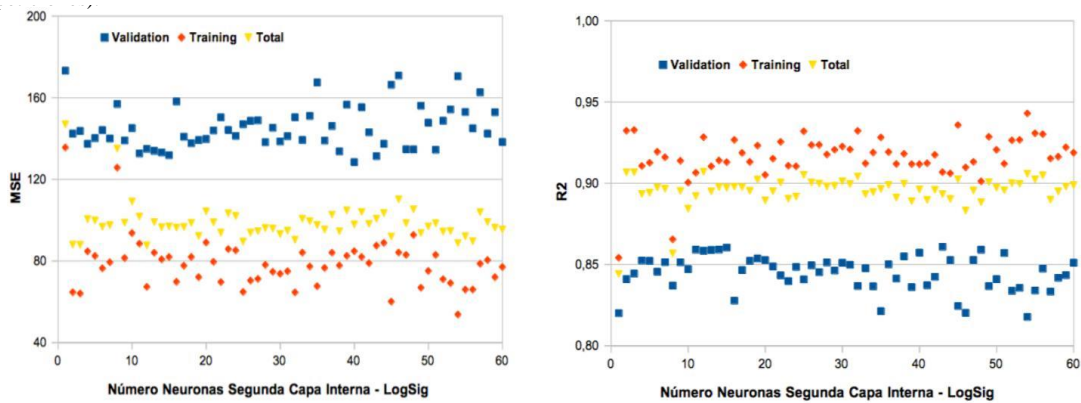 200
160
120
80
40
MSE
Validation Training Total
0 10 20 30 40 50 60
Número Neuronas Segunda Capa Interna - LogSig
1,00
0,95
0,90
0,85
0,80
R2
Validation Training Total
0 10 20 30 40 50 60
Número Neuronas Segunda Capa Interna - LogSig